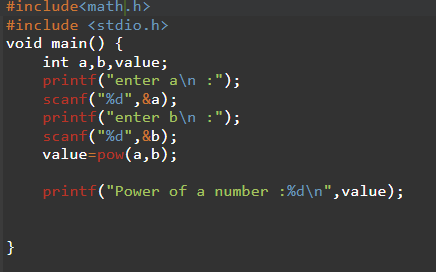 #include<math.h>
#include <stdio.h>
void main() {
    int a,b,value;
    printf("enter a\n :");
    scanf("%d",&a);
    printf("enter b\n :");
    scanf("%d",&b);
    value=pow(a,b);
    printf("Power of a number :%d\n",value);
}